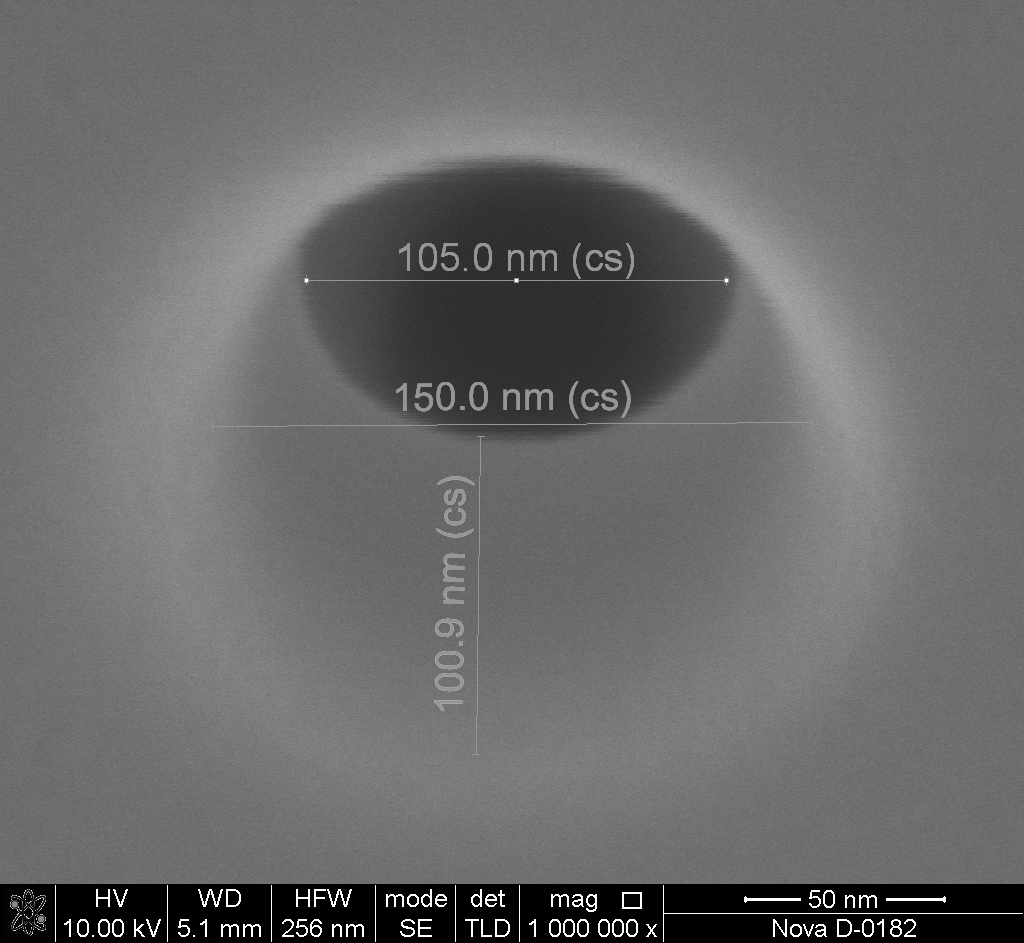 105.0 nm (cs)
150.0 nm (cs)
100.9 nm (cs)
HV WD HFW mode det mag 50 nm
10.00 kV 5.1 mm 256 nm SE TLD 1 000 000 x Nova D-0182